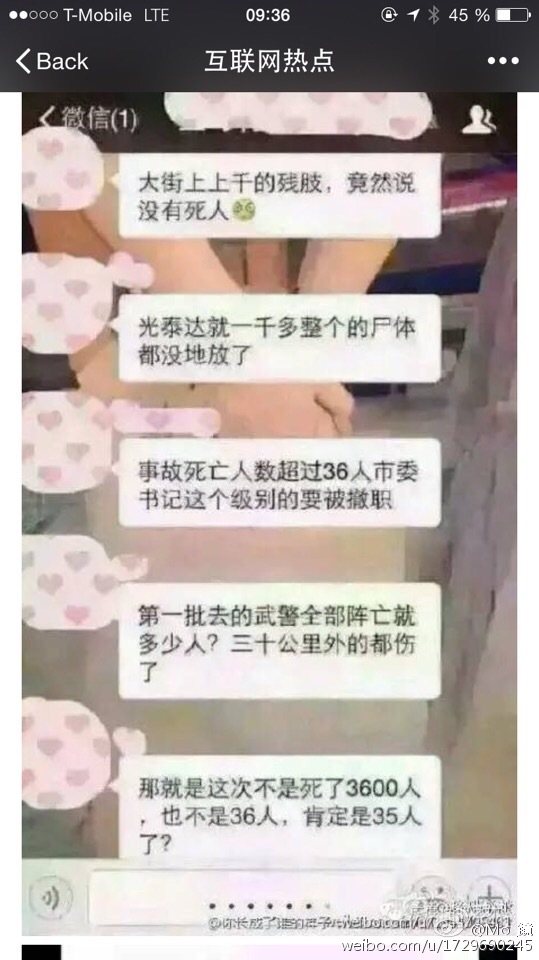 T-Mobile LTE 09:36 45 %
Back 互联网热点
微信(1)
大街上上千的残肢，竟然说
没有死人
光泰达就一千多整个的尸体
都没地放了
事故死亡人数超过36人市委
书记这个级别的要被撤职
第一批去的武警全部阵亡就
多少人？三十公里外的都伤
了
那就是这次不是死了3600人
，也不是36人，肯定是35人
了？
weibo.com/u/1729690245